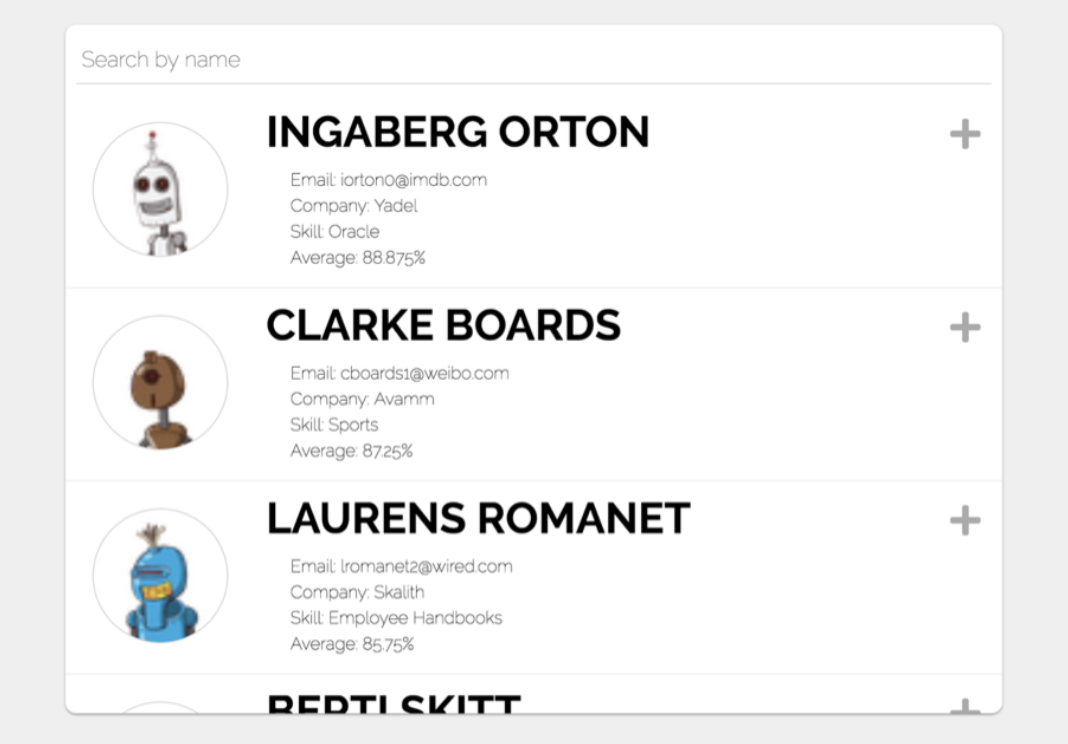 Search by name
INGABERG ORTON
Email: iorton0@imdb.com
Company: Yadel
Skill: Oracle
Average: 88.875%
CLARKE BOARDS
Email: cboards1@weibo.com
Company: Avamm
Skill: Sports
Average: 87.25%
LAURENS ROMANET
Email: lromanet2@wired.com
Company: Skalith
Skill: Employee Handbooks
Average: 85.75%
BERTI SKITT